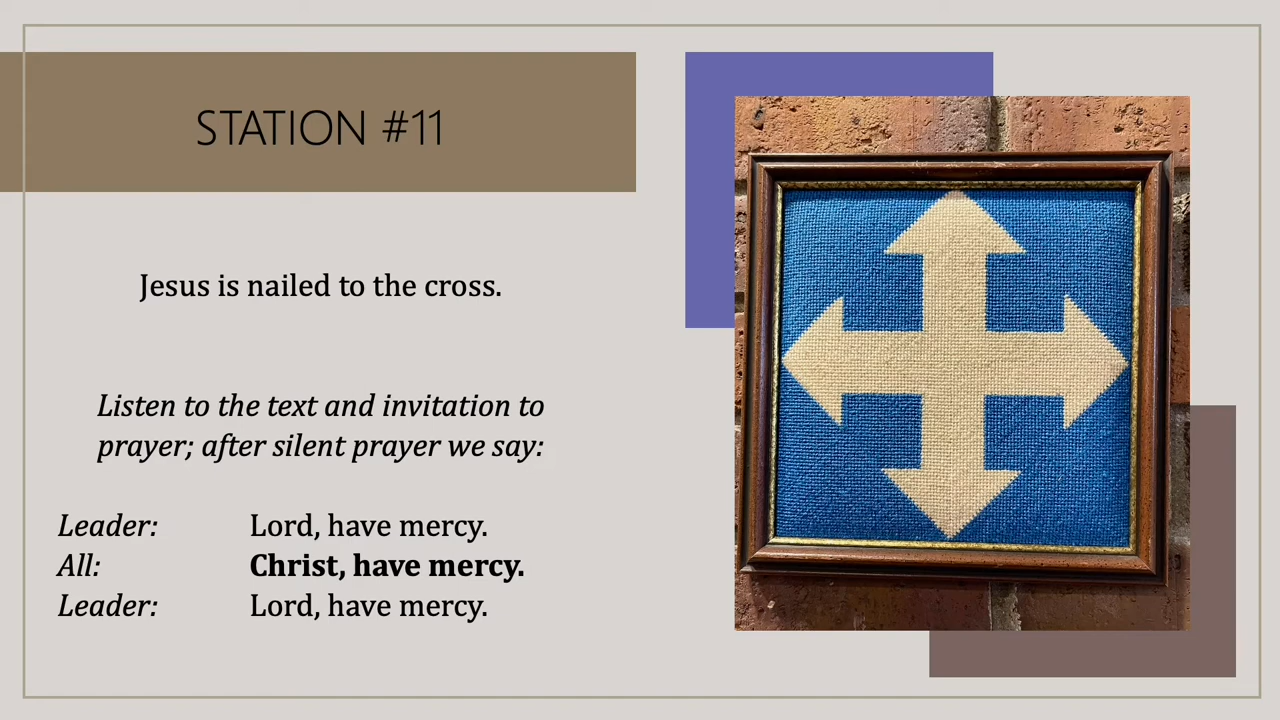 STATION #11
Jesus is nailed to the cross.
Listen to the text and invitation to
prayer; after silent prayer we say:
Leader: Lord, have mercy.
All: Christ, have mercy.
Leader: Lord, have mercy.